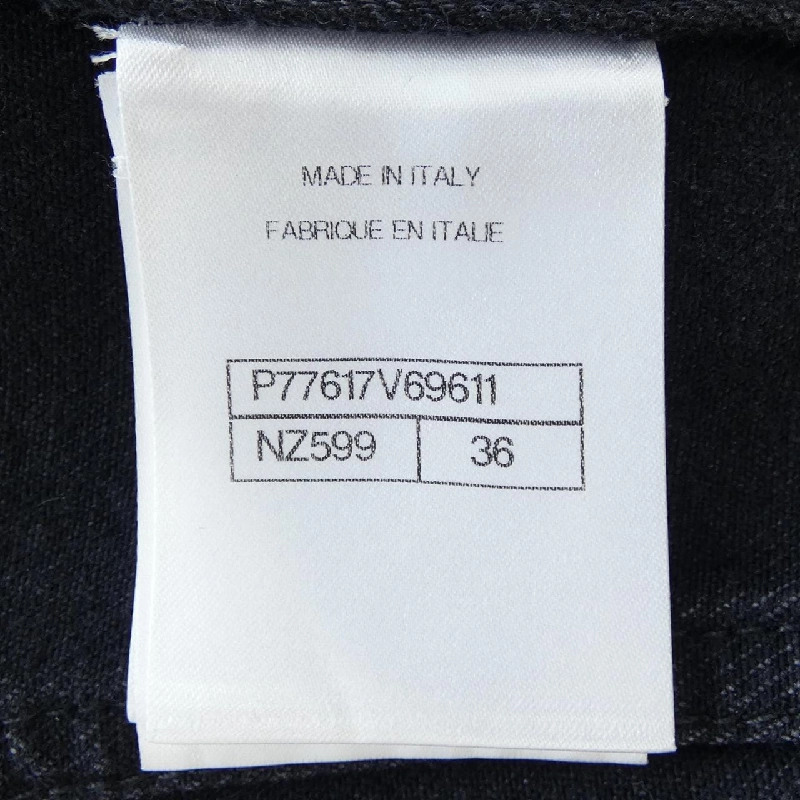 MADE IN ITALY
FABRIQUE EN ITALIE
P77617V69611
NZ599 36